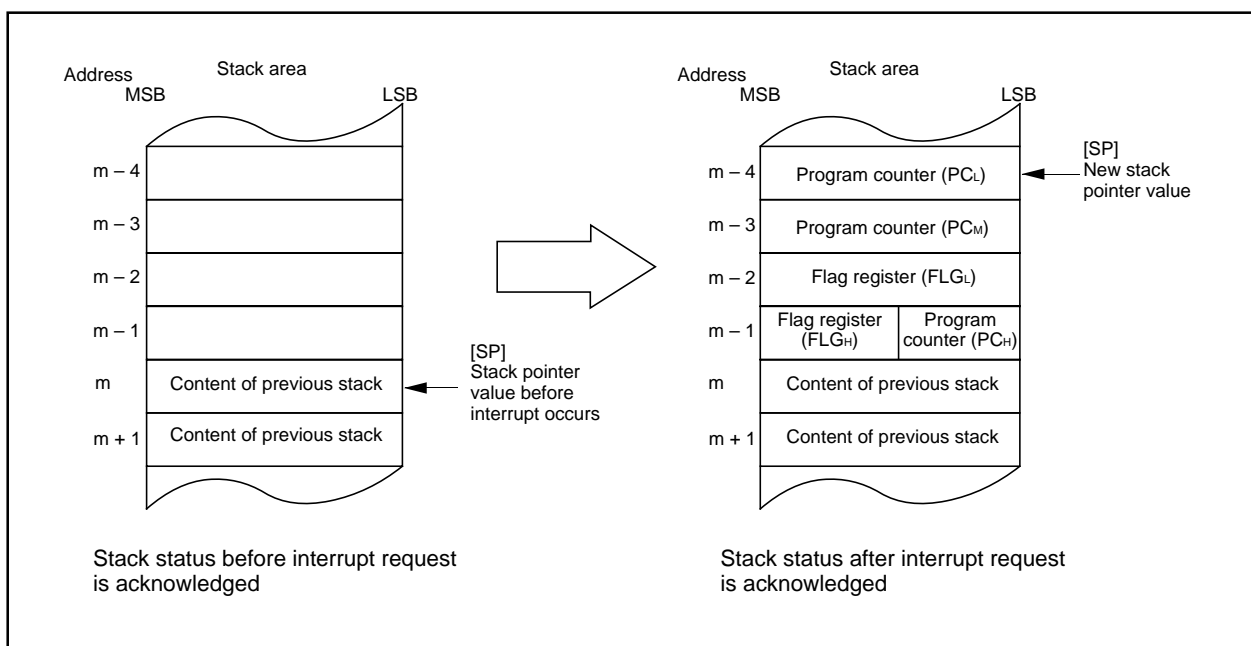 Address
Stack area
MSB
LSB
m – 4
m – 3
m – 2
m – 1
m
Content of previous stack
m + 1
Content of previous stack
[SP]
Stack pointer
value before
interrupt occurs
Stack status before interrupt request
is acknowledged
Address
Stack area
MSB
LSB
m – 4
Program counter (PCL)
[SP]
New stack
pointer value
m – 3
Program counter (PCM)
m – 2
Flag register (FLGL)
m – 1
Flag register
(FLGH)
Program
counter (PCH)
m
Content of previous stack
m + 1
Content of previous stack
Stack status after interrupt request
is acknowledged